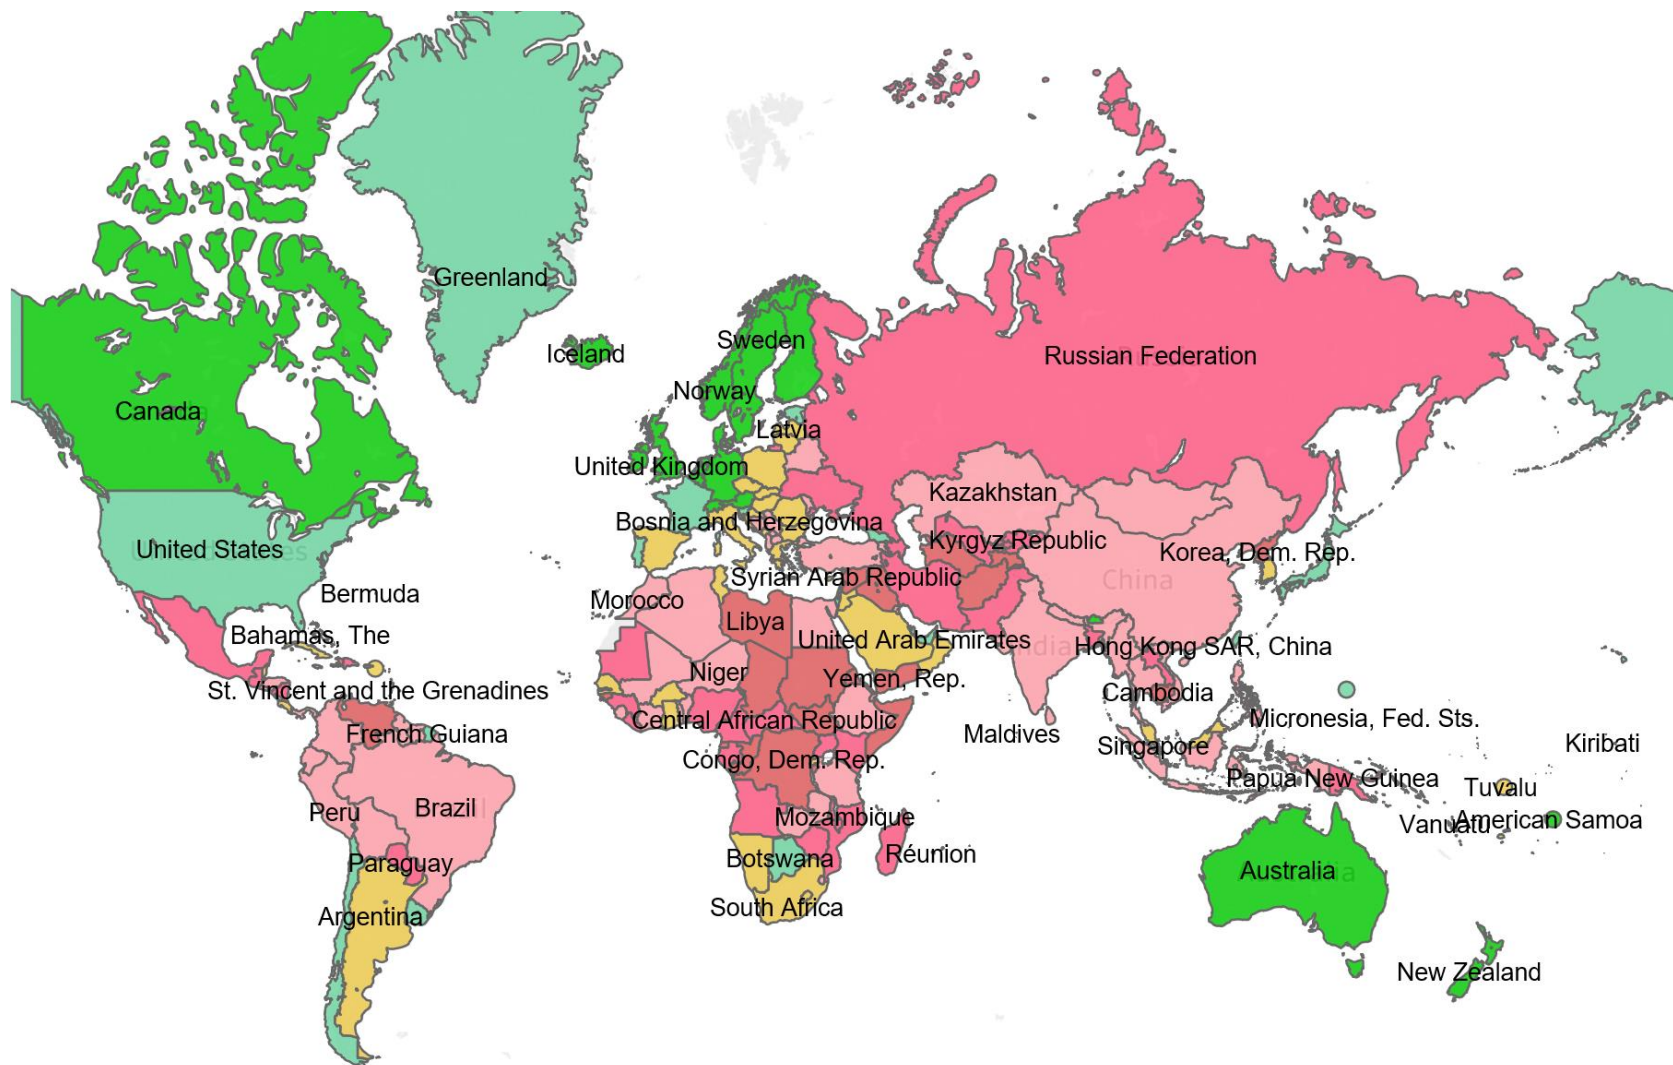 Greenland
Iceland
Sweden
Russian Federation
Norway
Canada
Latvia
United Kingdom
Kazakhstan
Bosnia and Herzegovina
United States
Kyrgyz Republic
Korea, Dem. Rep.
Syrian Arab Republic
China
Bermuda
Morocco
Libya
Bahamas, The
United Arab Emirates
India
Hong Kong SAR, China
Niger
Yemen, Rep.
St. Vincent and the Grenadines
Cambodia
Central African Republic
Micronesia, Fed. Sts.
French Guiana
Maldives
Singapore
Kiribati
Congo, Dem. Rep.
Papua New Guinea
Tuvalu
Peru
Brazil
Mozambique
Vanuatu
American Samoa
Réunion
Botswana
Paraguay
Australia
South Africa
Argentina
New Zealand